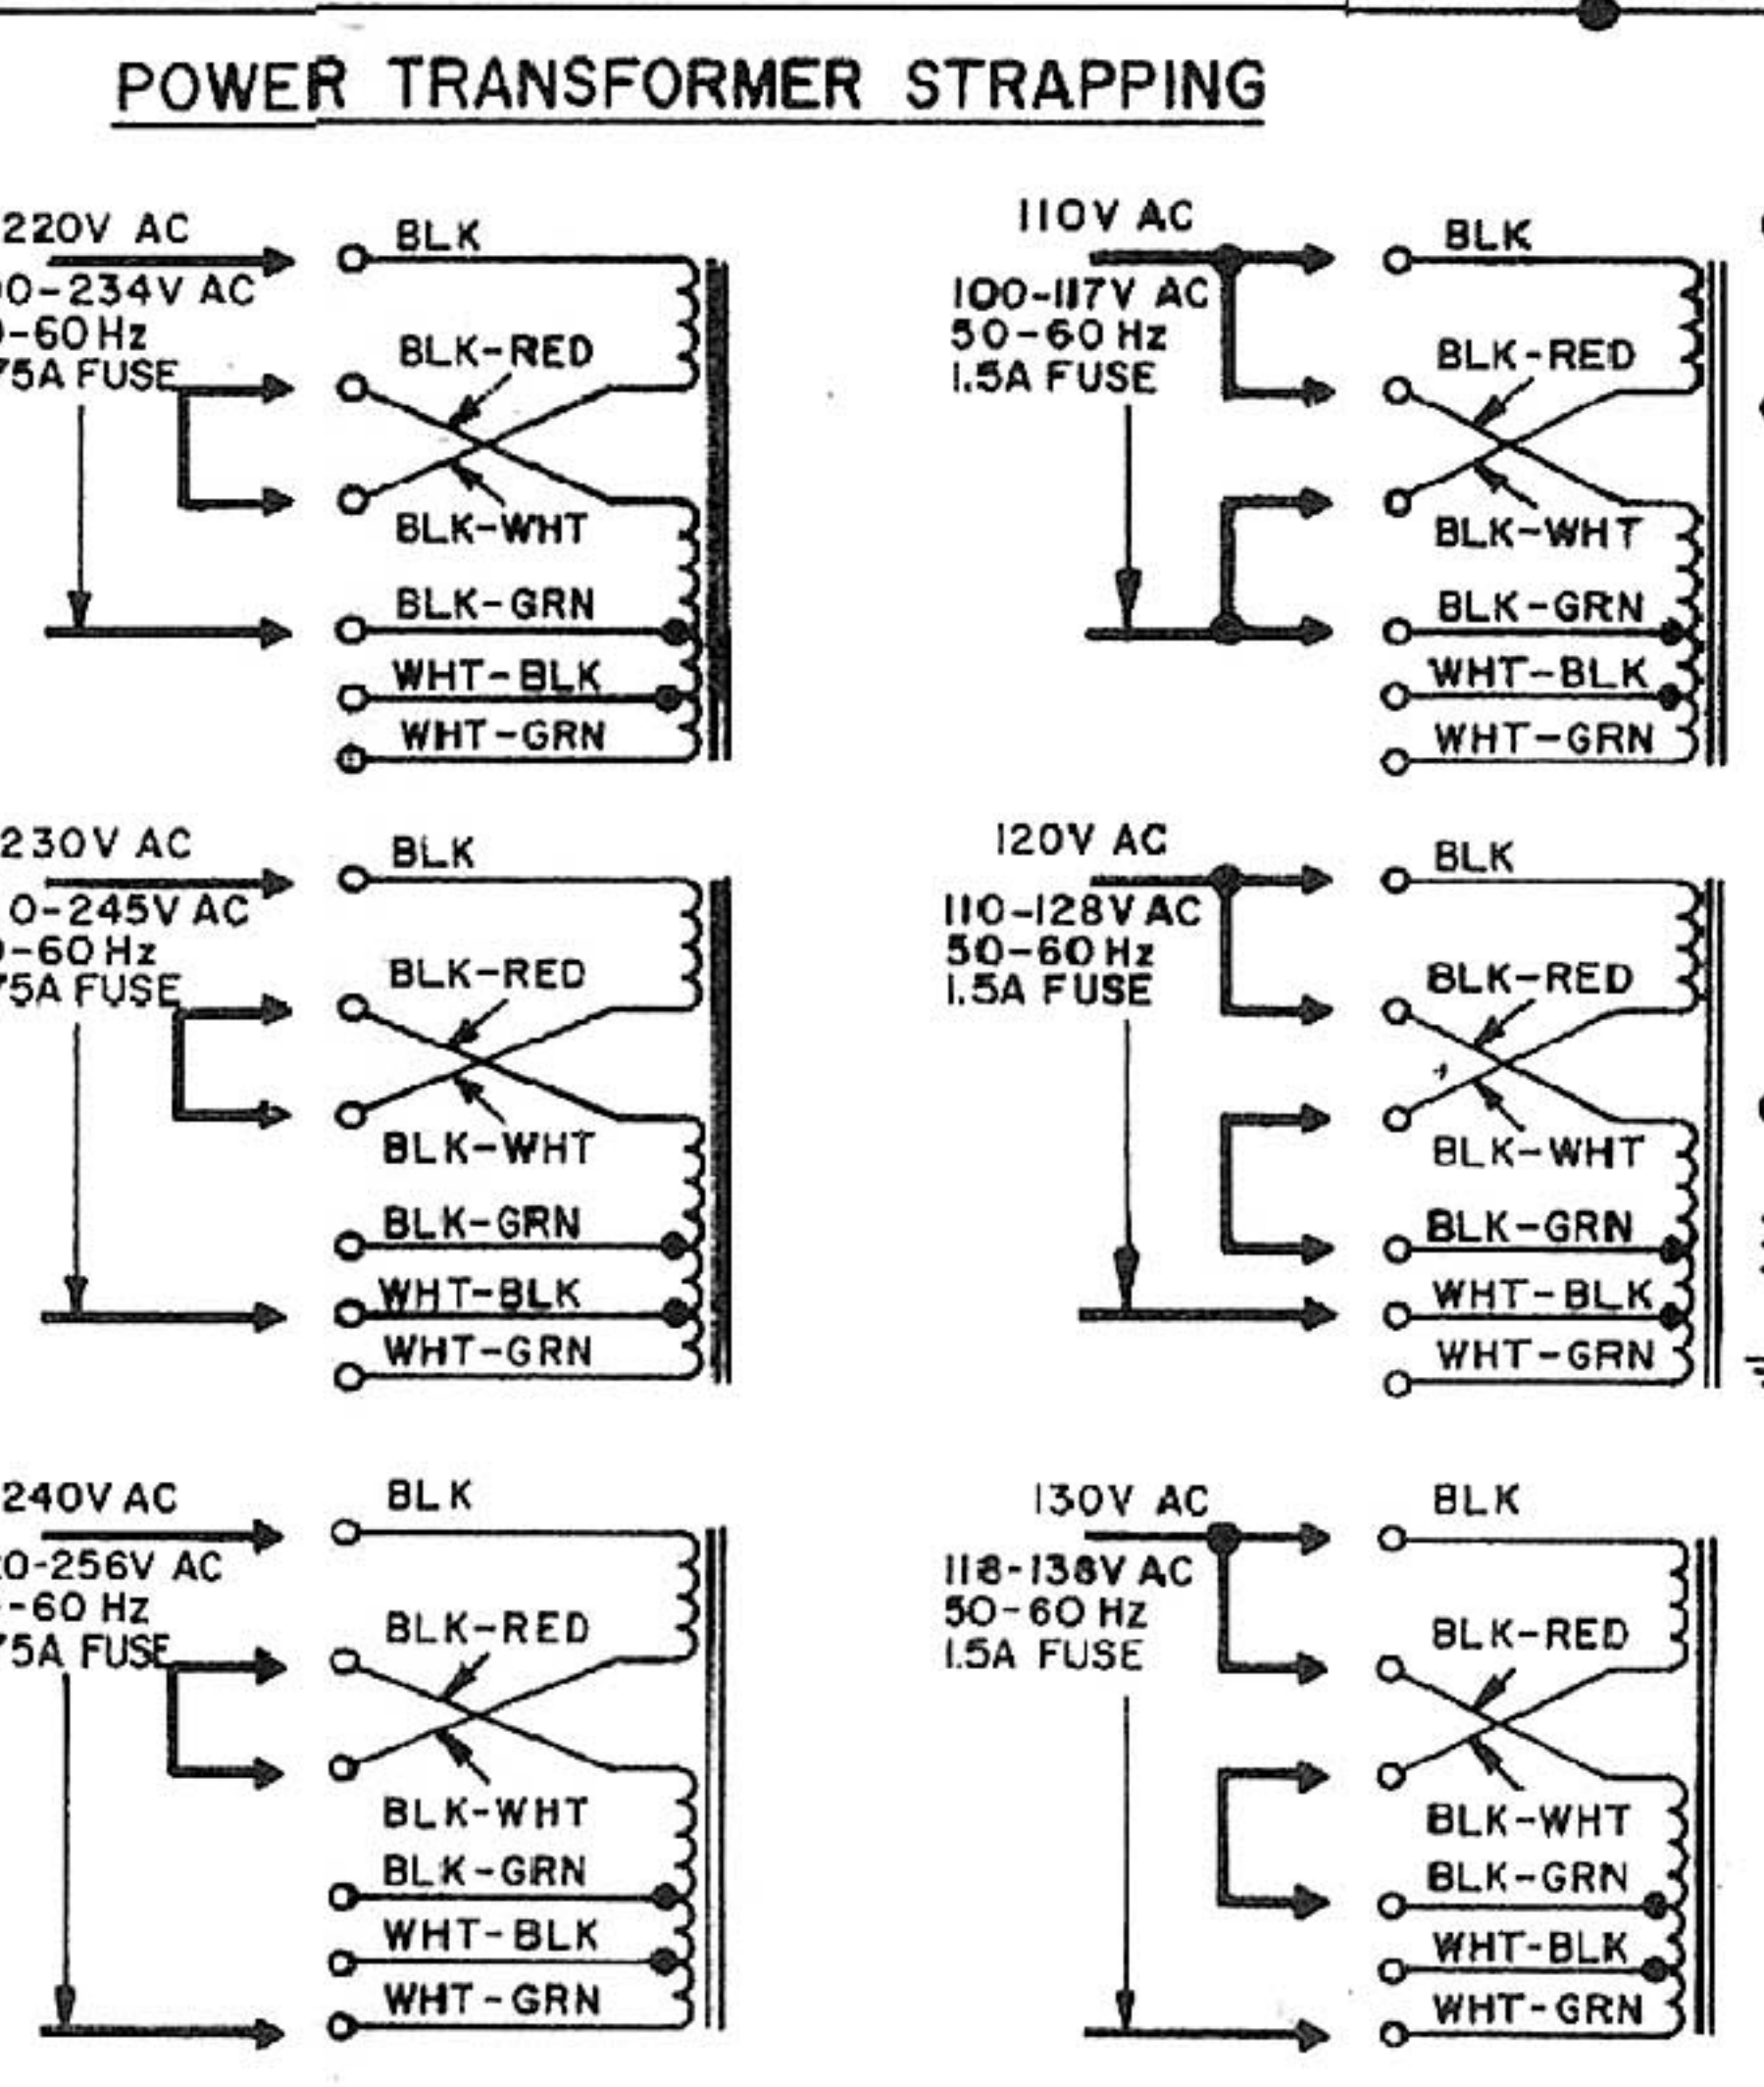 POWER TRANSFORMER STRAPPING
220V AC
BLK
0-234V AC
-60 Hz
75A FUSE
BLK-RED
BLK-WHT
BLK-GRN
WHT-BLK
WHT-GRN
110V AC
BLK
100-117V AC
50-60 Hz
1.5A FUSE
BLK-RED
BLK-WHT
BLK-GRN
WHT-BLK
WHT-GRN
230V AC
BLK
0-245V AC
-60 Hz
75A FUSE
BLK-RED
BLK-WHT
BLK-GRN
WHT-BLK
WHT-GRN
120V AC
BLK
110-128V AC
50-60 Hz
1.5A FUSE
BLK-RED
BLK-WHT
BLK-GRN
WHT-BLK
WHT-GRN
240V AC
BLK
0-256V AC
-60 Hz
75A FUSE
BLK-RED
BLK-WHT
BLK-GRN
WHT-BLK
WHT-GRN
130V AC
BLK
118-138V AC
50-60 Hz
1.5A FUSE
BLK-RED
BLK-WHT
BLK-GRN
WHT-BLK
WHT-GRN